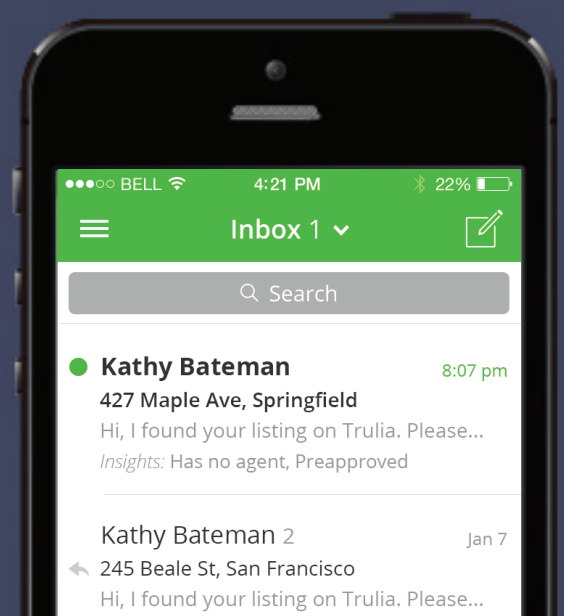 BELL 4:21 PM 22%
Inbox 1
Search
Kathy Bateman 8:07 pm
427 Maple Ave, Springfield
Hi, I found your listing on Trulia. Please...
Insights: Has no agent, Preapproved
Kathy Bateman 2 Jan 7
245 Beale St, San Francisco
Hi, I found your listing on Trulia. Please...